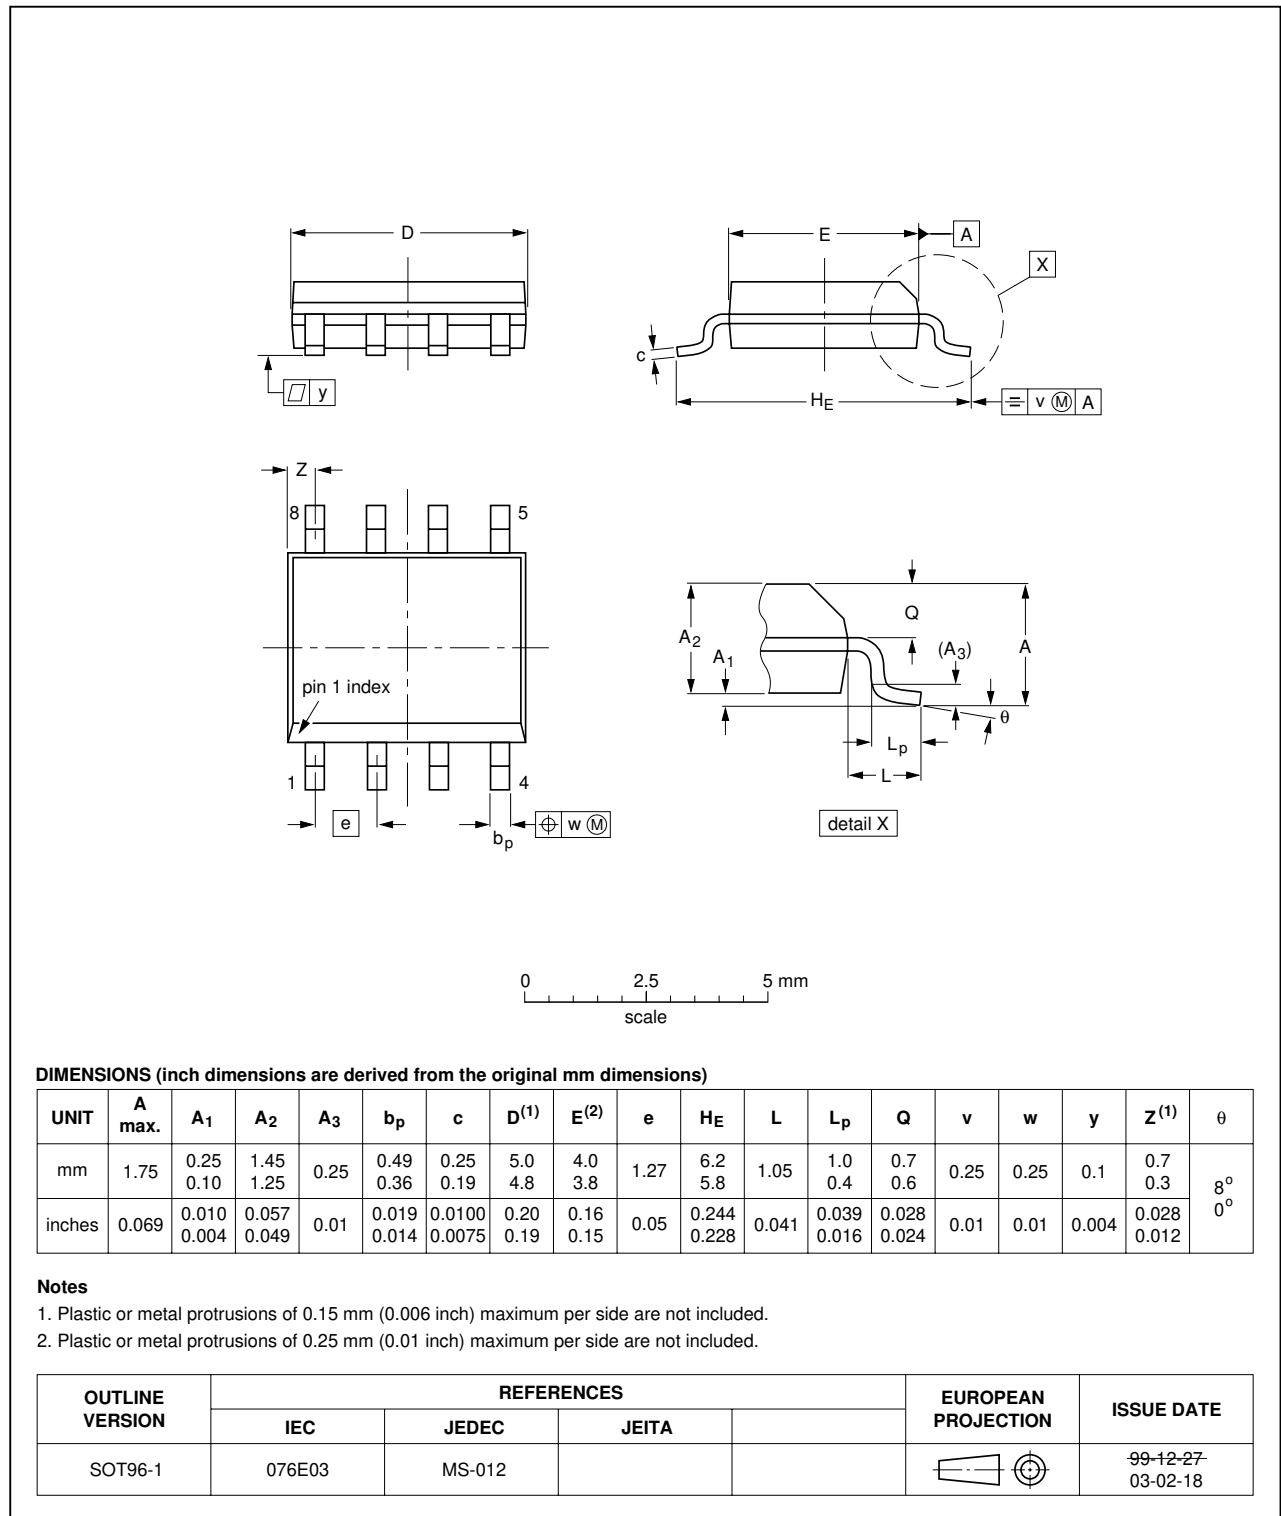 D
E
A
X
c
y
HE
v M A
Z
8
5
Q
A2
A1
(A3)
A
pin 1 index
θ
Lp
L
1
4
e
w M
bp
detail X
0 2.5 5 mm
scale
DIMENSIONS (inch dimensions are derived from the original mm dimensions)
UNIT A max. A1 A2 A3 bp c D(1) E(2) e HE L Lp Q v w y Z(1) θ
mm 1.75 0.25 0.10 1.45 1.25 0.25 0.49 0.36 0.25 0.19 5.0 4.8 4.0 3.8 1.27 6.2 5.8 1.05 1.0 0.4 0.7 0.6 0.25 0.25 0.1 0.7 0.3 8o 0o
inches 0.069 0.010 0.004 0.057 0.049 0.01 0.019 0.014 0.0100 0.0075 0.20 0.19 0.16 0.15 0.05 0.244 0.228 0.041 0.039 0.016 0.028 0.024 0.01 0.01 0.004 0.028 0.012
Notes
1. Plastic or metal protrusions of 0.15 mm (0.006 inch) maximum per side are not included.
2. Plastic or metal protrusions of 0.25 mm (0.01 inch) maximum per side are not included.
OUTLINE VERSION REFERENCES EUROPEAN PROJECTION ISSUE DATE
IEC JEDEC JEITA
SOT96-1 076E03 MS-012 99-12-27
03-02-18